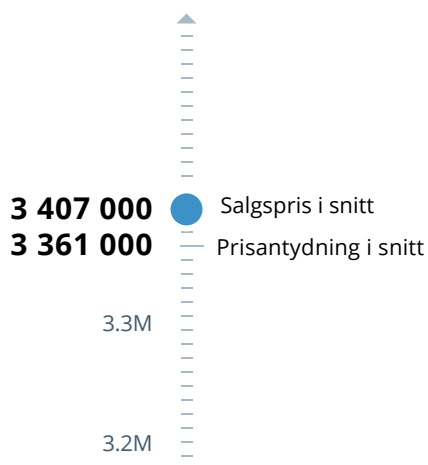 3 407 000 Salgspris i snitt
3 361 000 Prisantydning i snitt
3.3M
3.2M